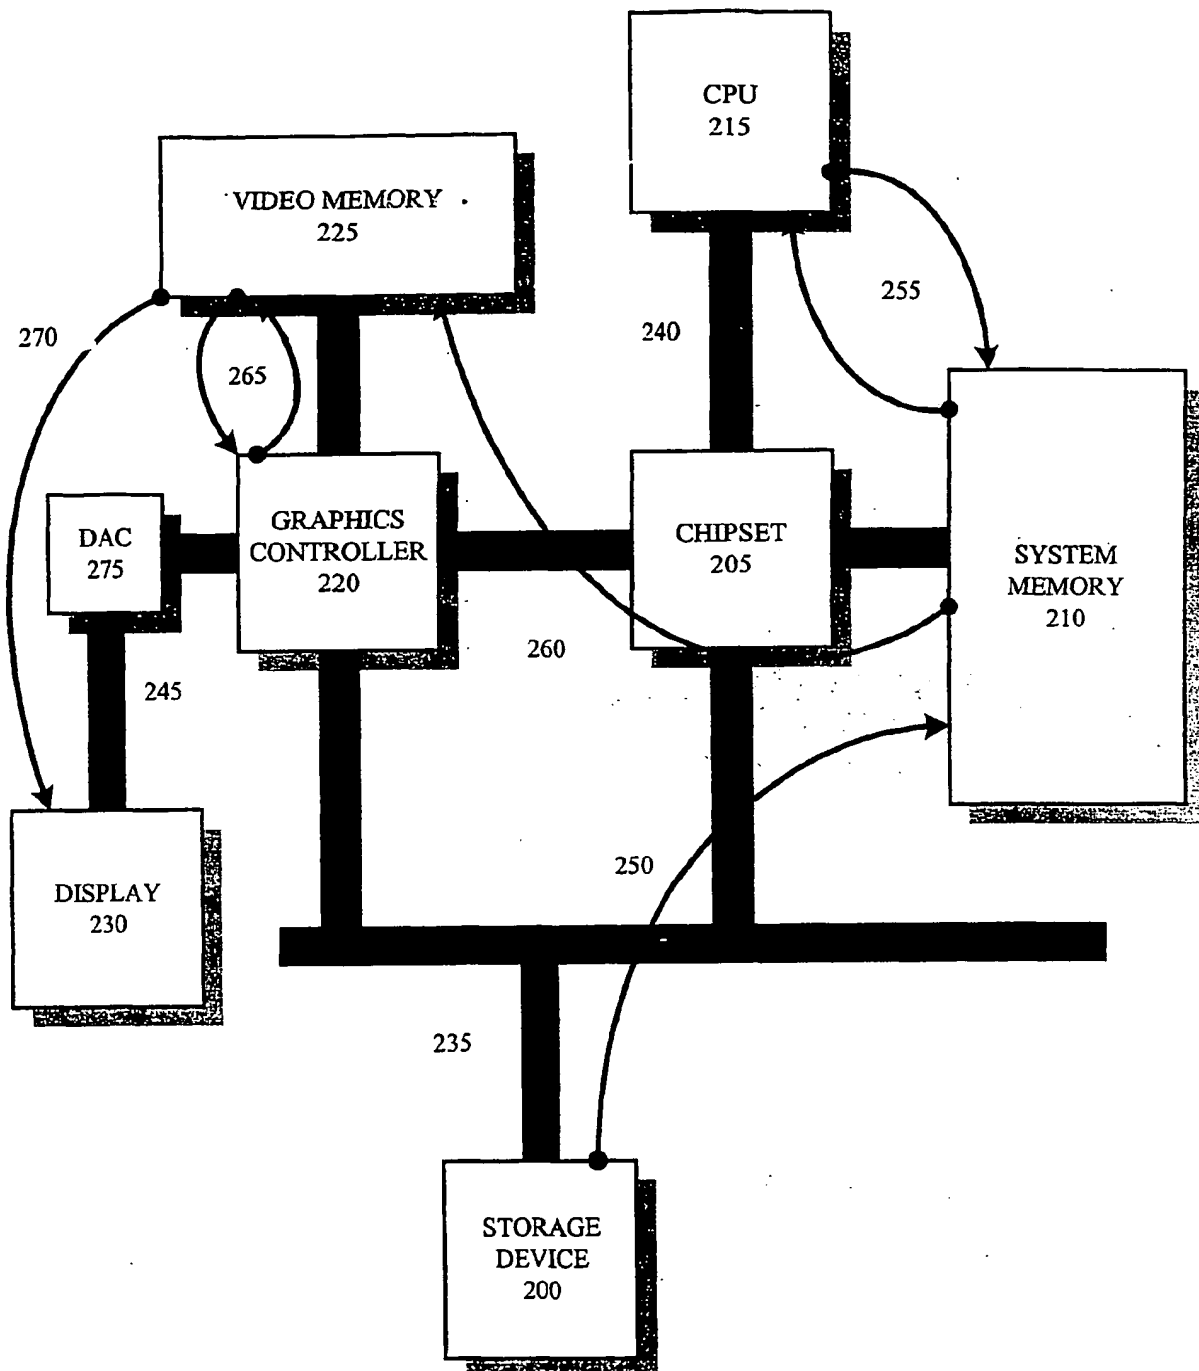 CPU
215
VIDEO MEMORY
225
255
270
240
265
DAC
275
GRAPHICS
CONTROLLER
220
CHIPSET
205
SYSTEM
MEMORY
210
260
245
250
DISPLAY
230
235
STORAGE
DEVICE
200